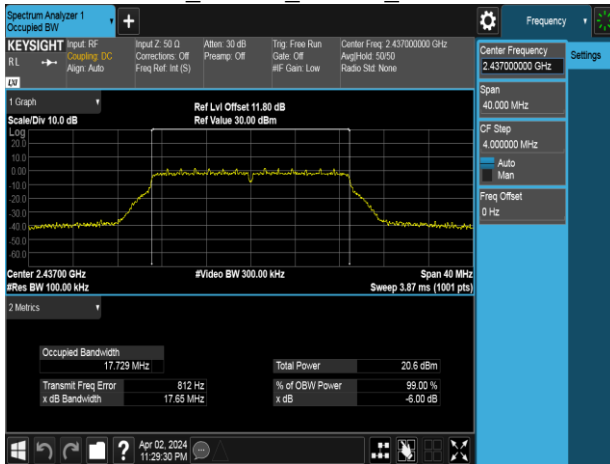 Spectrum Analyzer 1
Occupied BW
Frequency
KEYSIGHT
RL
LXI
Input: RF
Coupling: DC
Align: Auto
Input Z: 50 Ω
Corrections: Off
Freq Ref: Int (S)
Atten: 30 dB
Preamp: Off
Trig: Free Run
Gate: Off
#IF Gain: Low
Center Freq: 2.437000000 GHz
Avg|Hold: 50/50
Radio Std: None
Center Frequency
2.437000000 GHz
Settings
Span
40.000 MHz
CF Step
4.000000 MHz
Auto
Man
Freq Offset
0 Hz
1 Graph
Scale/Div 10.0 dB
Ref Lvl Offset 11.80 dB
Ref Value 30.00 dBm
Log
20.0
10.0
0.00
-10.0
-20.0
-30.0
-40.0
-50.0
-60.0
Center 2.43700 GHz
#Video BW 300.00 kHz
Span 40 MHz
#Res BW 100.00 kHz
Sweep 3.87 ms (1001 pts)
2 Metrics
Occupied Bandwidth
17.729 MHz
Total Power 20.6 dBm
Transmit Freq Error 812 Hz
% of OBW Power 99.00 %
x dB Bandwidth 17.65 MHz
x dB -6.00 dB
Apr 02, 2024
11:29:30 PM